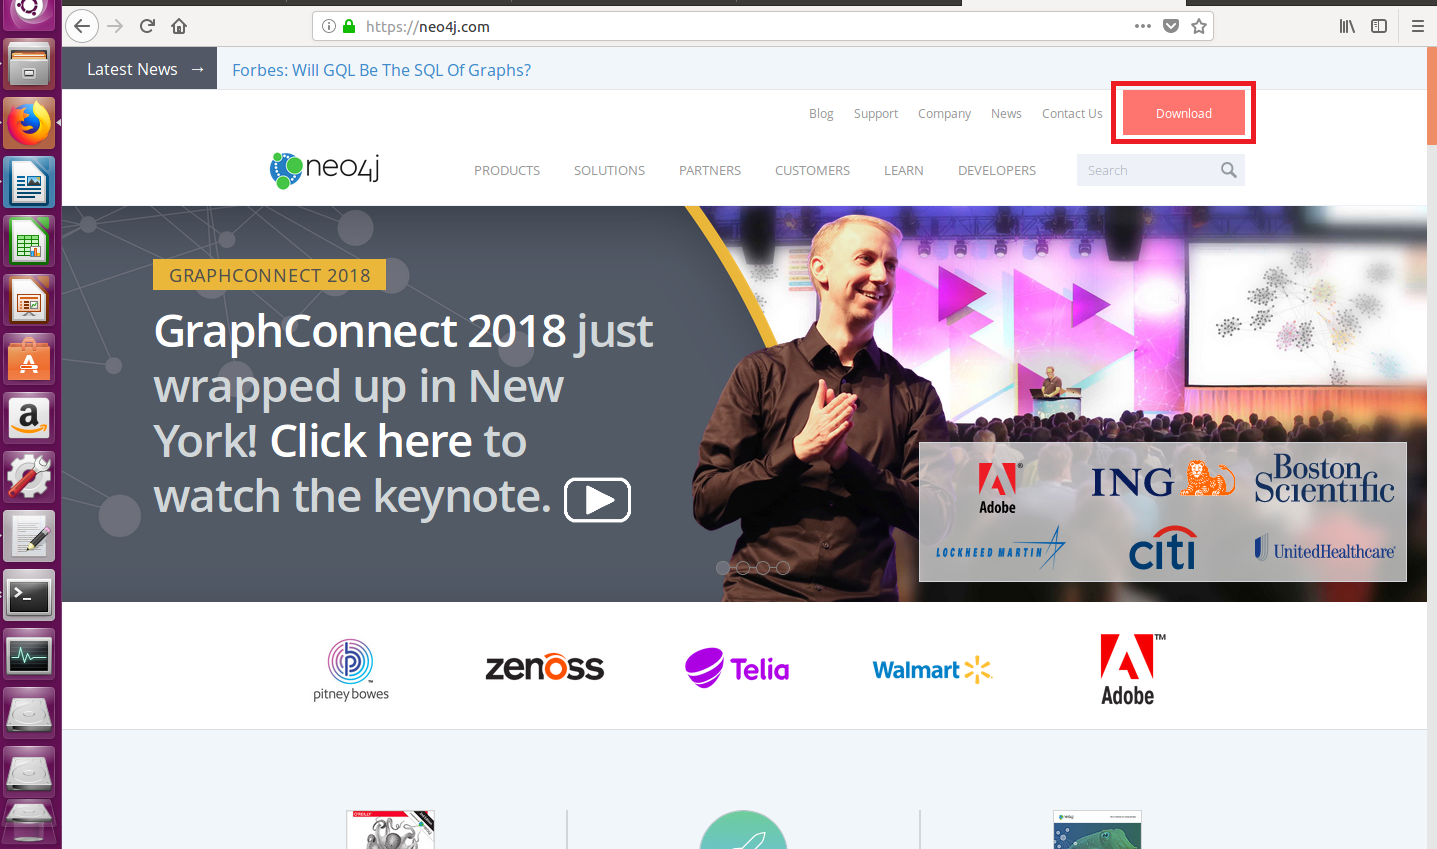 https://neo4j.com
Latest News →
Forbes: Will GQL Be The SQL Of Graphs?
Blog
Support
Company
News
Contact Us
Download
neo4j
PRODUCTS
SOLUTIONS
PARTNERS
CUSTOMERS
LEARN
DEVELOPERS
Search
GRAPHCONNECT 2018
GraphConnect 2018 just
wrapped up in New
York! Click here to
watch the keynote.
Adobe
ING
Boston
Scientific
LOCKHEED MARTIN
citi
UnitedHealthcare
pitney bowes
zenoss
Telia
Walmart
Adobe
O'REILLY
neo4j